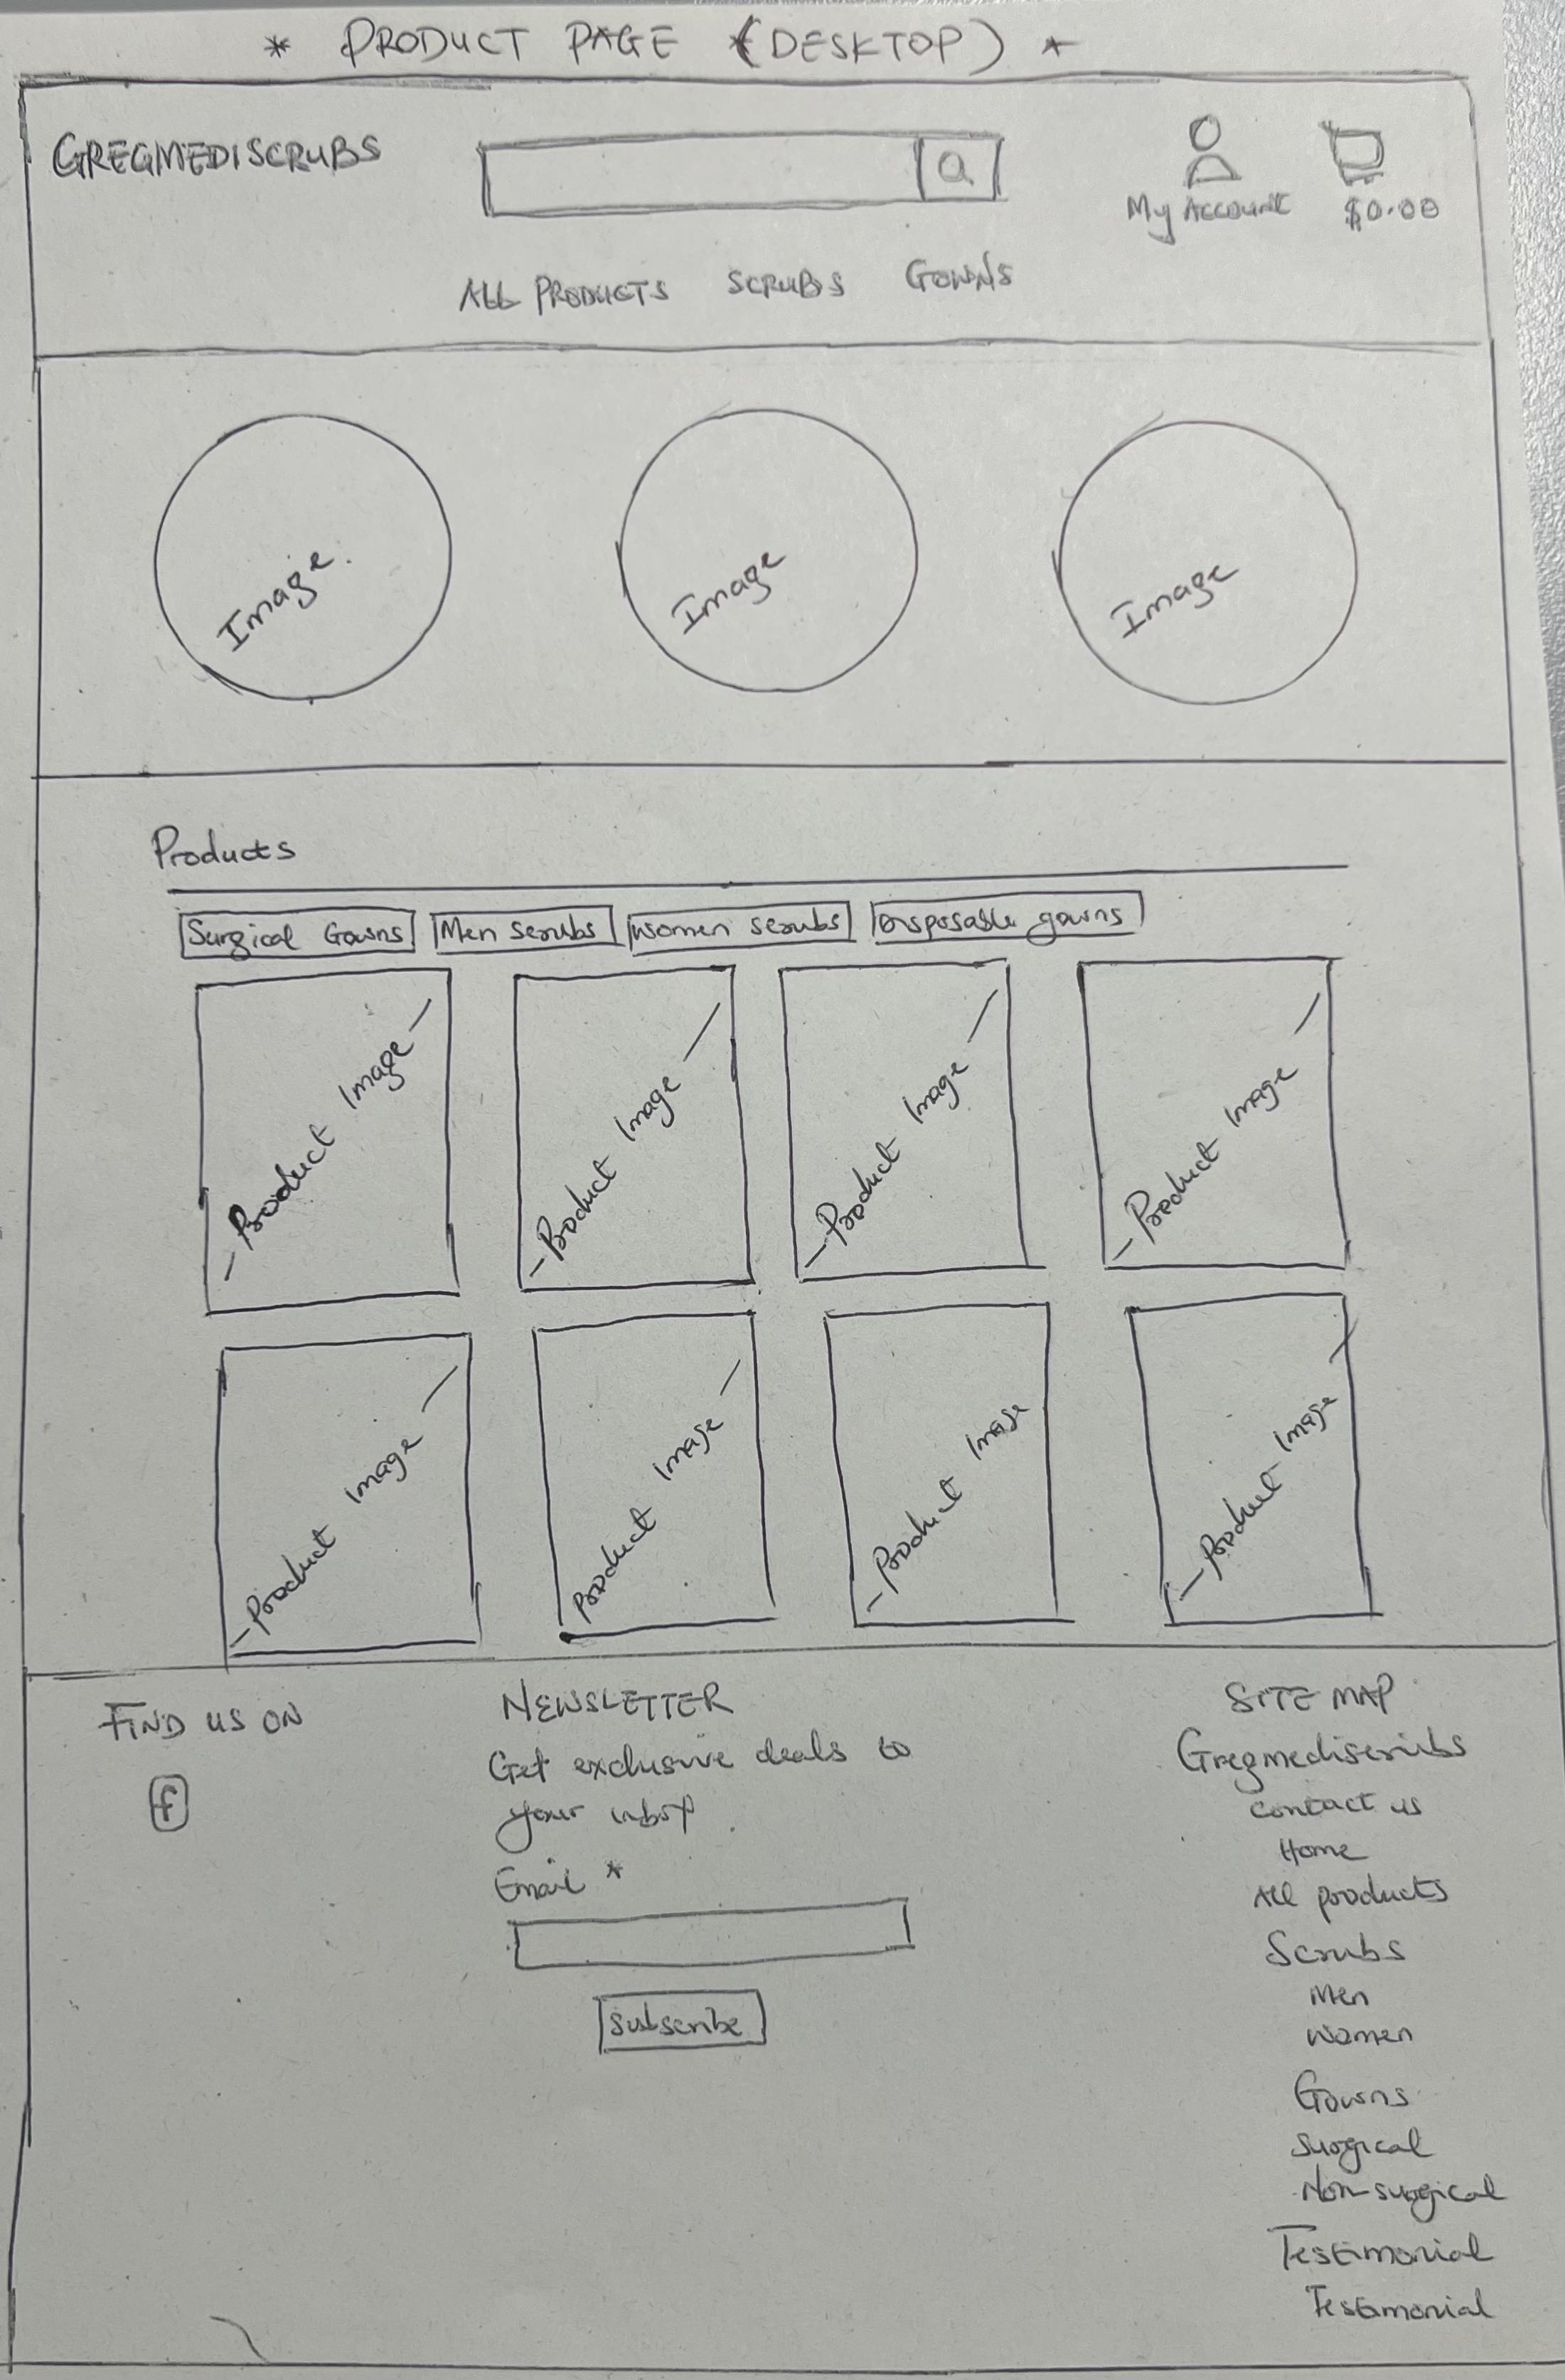 * PRODUCT PAGE (DESKTOP) *
GREGMEDISCRUBS
My Account
$0.00
ALL PRODUCTS SCRUBS GOWNS
Image.
Image
Image
Products
Surgical Gowns
Men scrubs
Women scrubs
Disposable gowns
Product Image
Product Image
Product Image
Product Image
Product Image
Product Image
Product Image
Product Image
FIND US ON
f
NEWSLETTER
Get exclusive deals to
your inbox.
Email *
Subscribe
SITE MAP
Gregmediscrubs
contact us
Home
All products
Scrubs
Men
Women
Gowns
Surgical
Non-surgical
Testimonial
Testimonial